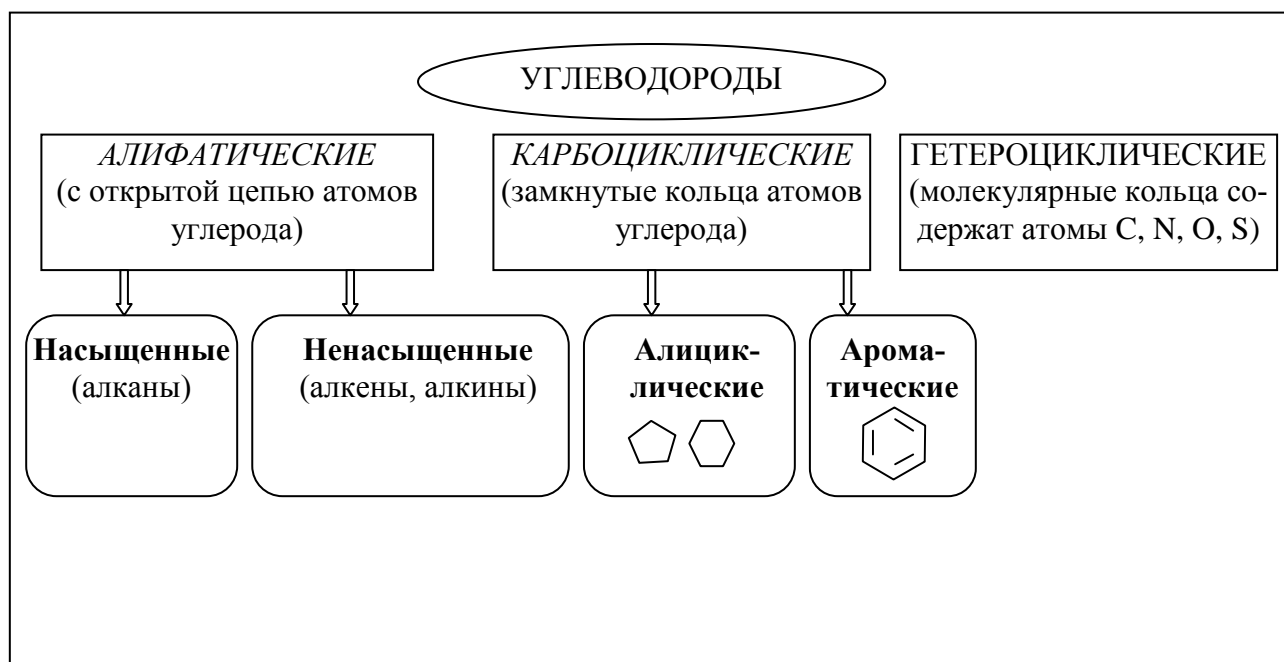 УГЛЕВОДОРОДЫ
АЛИФАТИЧЕСКИЕ
(с открытой цепью атомов
углерода)
КАРБОЦИКЛИЧЕСКИЕ
(замкнутые кольца атомов
углерода)
ГЕТЕРОЦИКЛИЧЕСКИЕ
(молекулярные кольца со-
держат атомы C, N, O, S)
Насыщенные
(алканы)
Ненасыщенные
(алкены, алкины)
Алицик-
лические
Арома-
тические